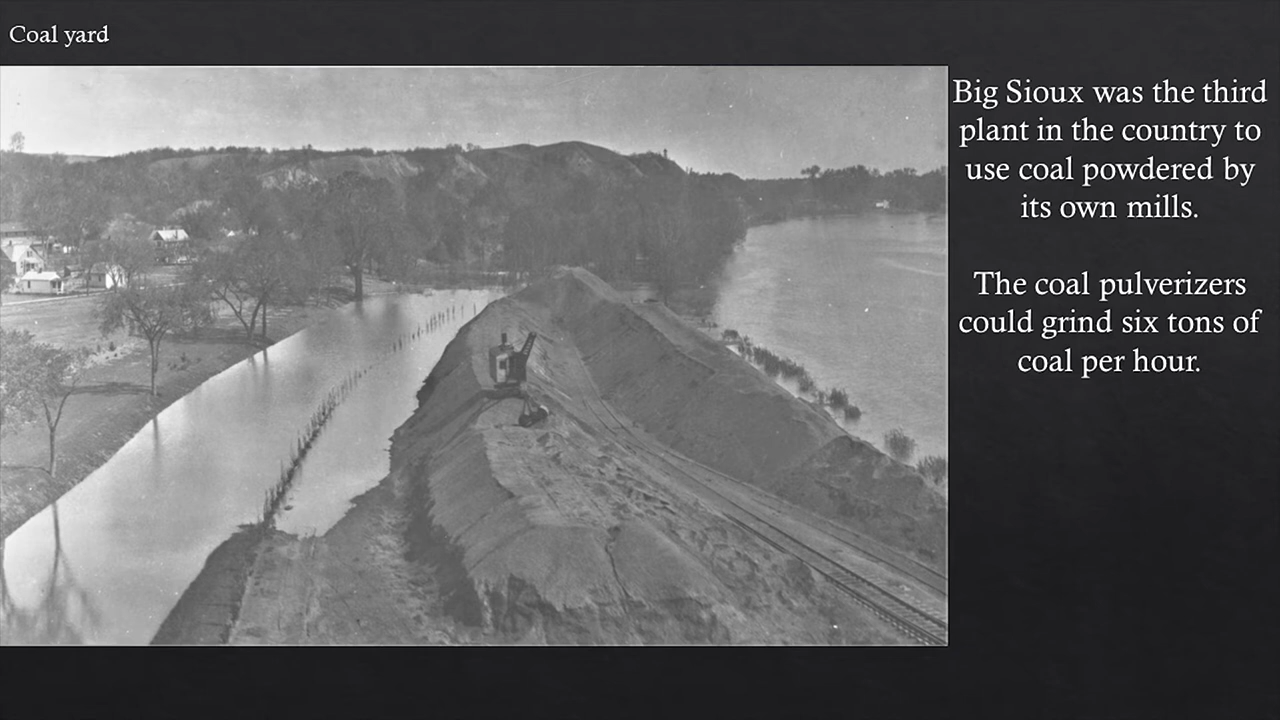 Coal yard
Big Sioux was the third
plant in the country to
use coal powdered by
its own mills.
The coal pulverizers
could grind six tons of
coal per hour.